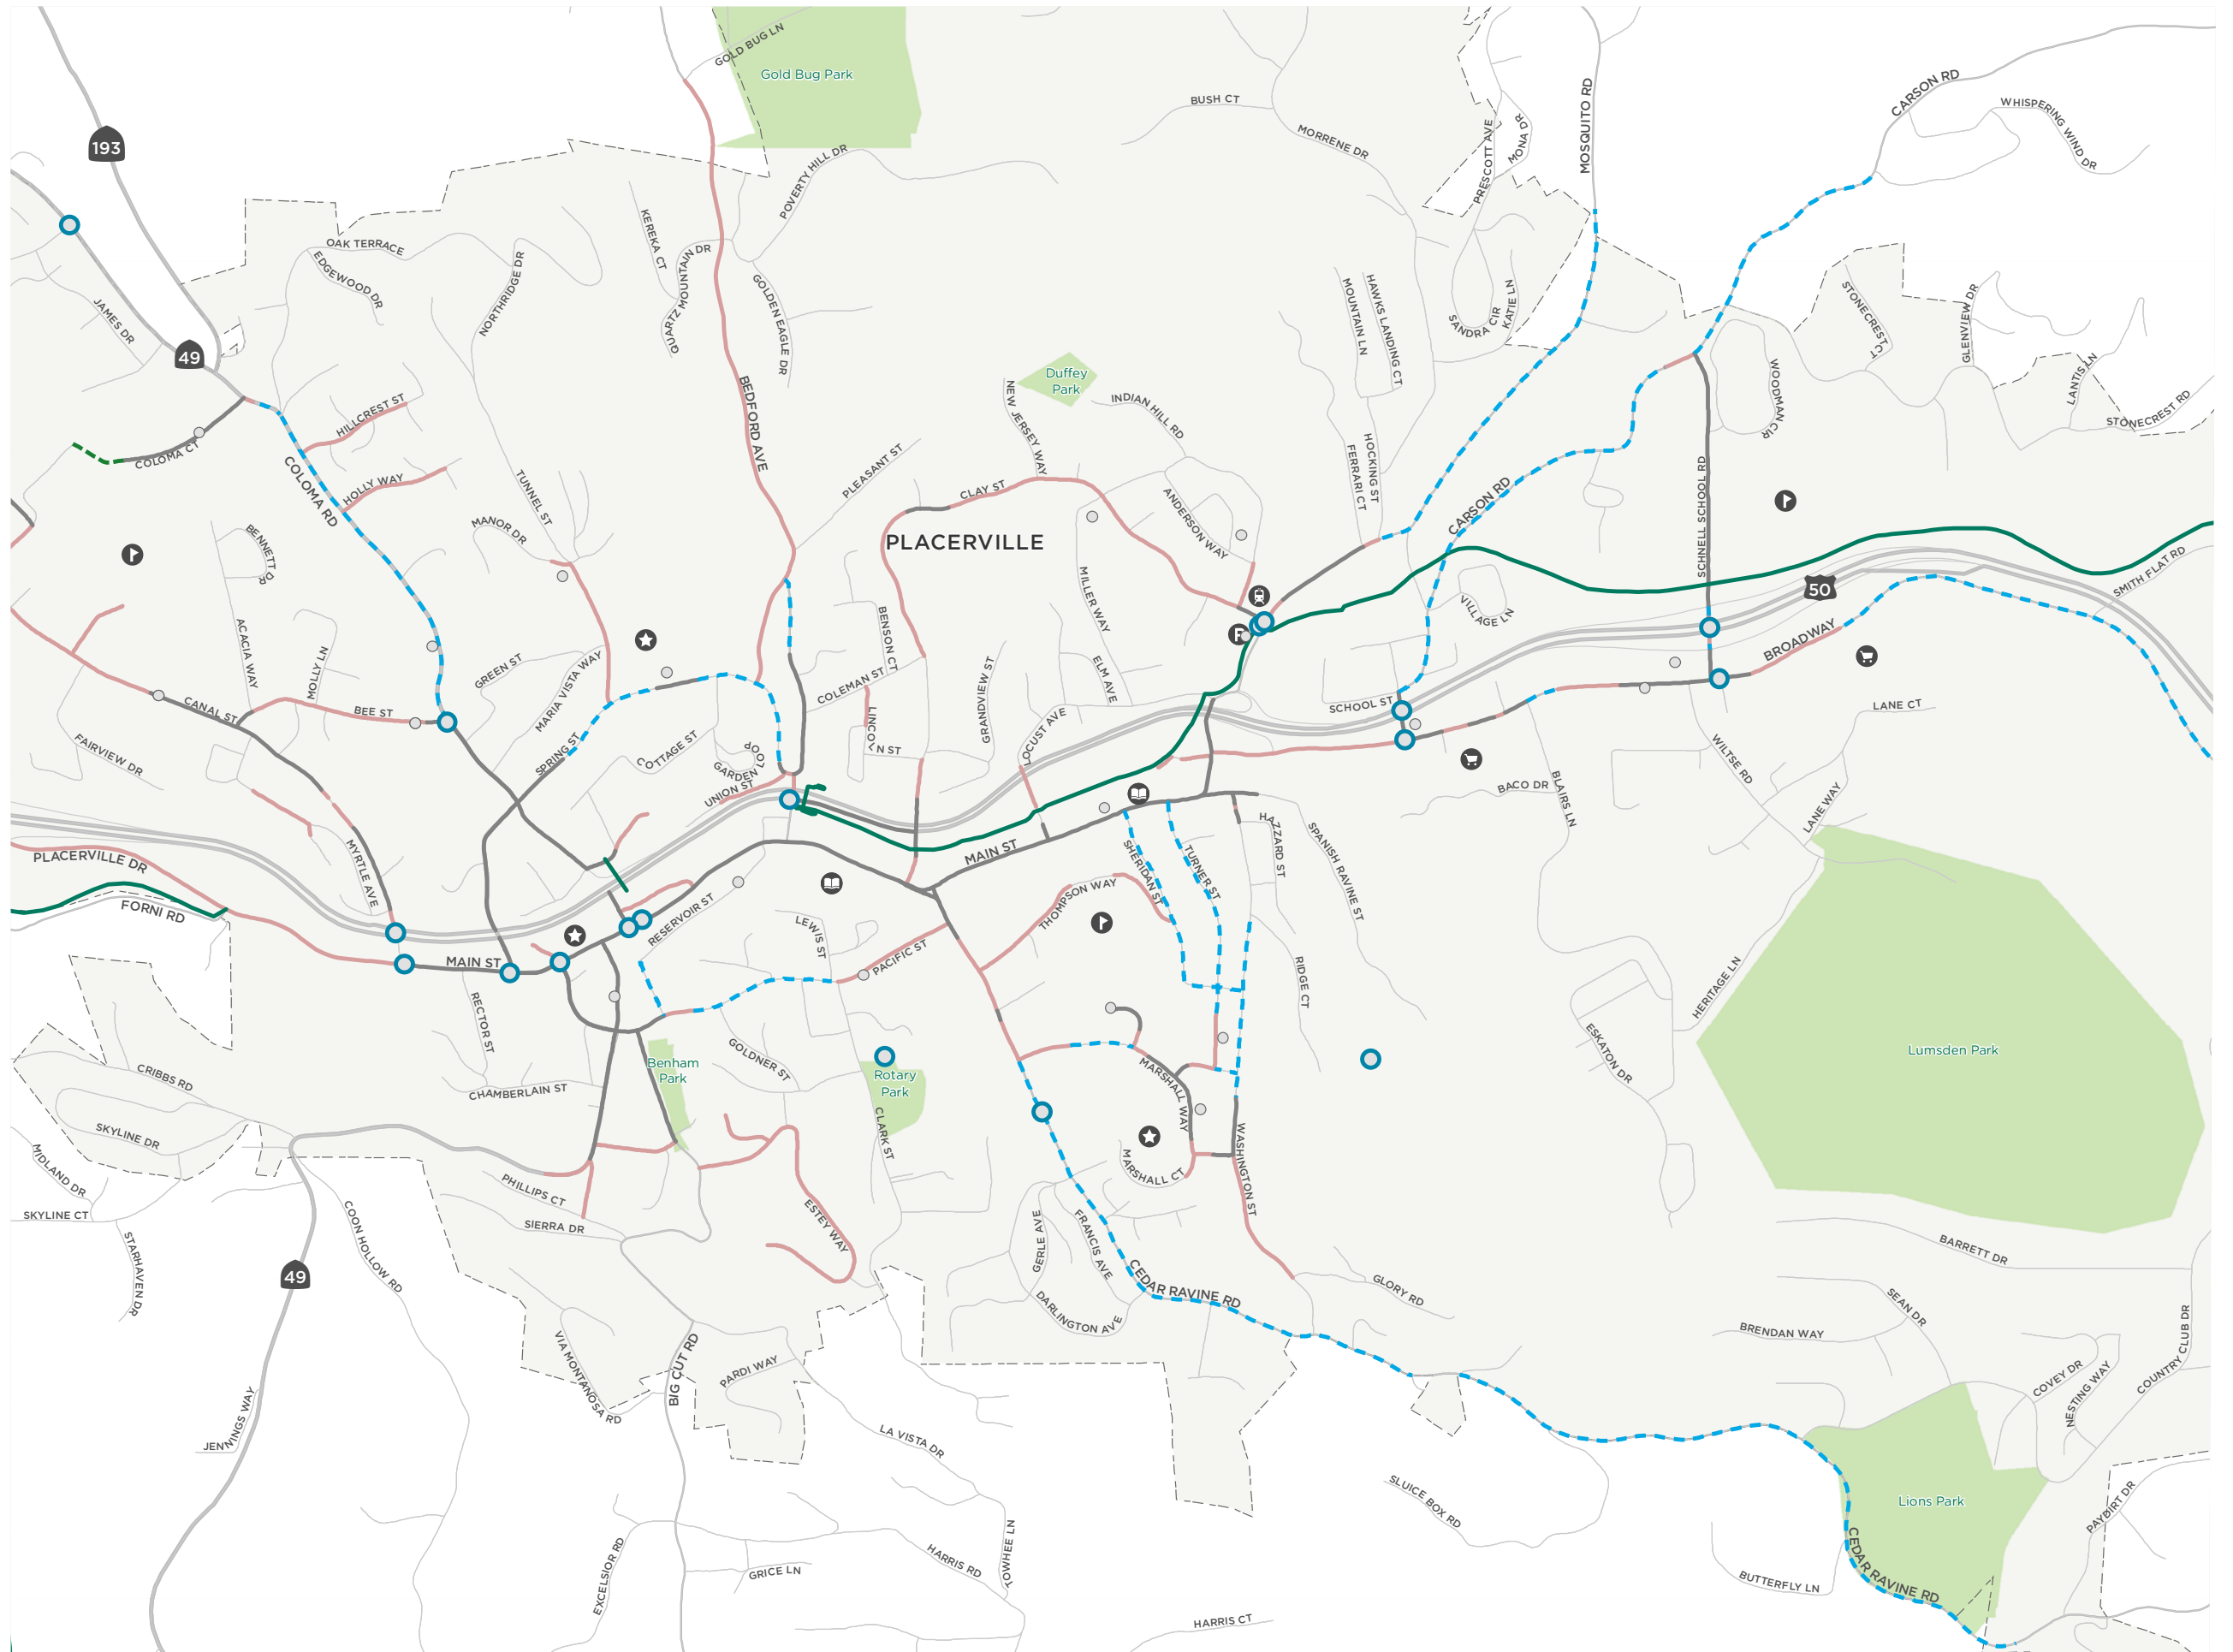 GOLD BUG LN
Gold Bug Park
193
BUSH CT
MORRENE DR
PRESCOTT AVE
MONA DR
MOSQUITO RD
CARSON RD
WHISPERING WIND DR
POVERTY HILL DR
KEREKA CT
QUARTZ MOUNTAIN DR
OAK TERRACE
EDGEWOOD DR
NORTHRIDGE DR
GOLDEN EAGLE DR
JAMES DR
49
MOUNTAIN LN
HAWKS LANDING CT
SANDRA CIR
KATIE LN
STONECREST CT
GLENVIEW DR
LANTIS LN
STONECREST RD
WOODMAN CIR
Duffey
Park
NEW JERSEY WAY
INDIAN HILL RD
BEDFORD AVE
HILLCREST ST
COLOMA CT
COLOMA RD
HOLLY WAY
TUNNEL ST
MANOR DR
PLEASANT ST
CLAY ST
ANDERSON WAY
FERRARI CT
HOCKING ST
CARSON RD
SCHNELL SCHOOL RD
BENNETT DR
PLACERVILLE
MILLER WAY
50
SMITH FLAT RD
ACACIA WAY
MOLLY LN
GREEN ST
MARIA VISTA WAY
BENSON CT
COLEMAN ST
ELM AVE
VILLAGE LN
P
BROADWAY
CANAL ST
BEE ST
SPRING ST
COTTAGE ST
GARDEN LOOP
UNION ST
LINCOLN ST
GRANDVIEW ST
LOCUST AVE
SCHOOL ST
LANE CT
FAIRVIEW DR
WILTSE RD
BACO DR
BLAIRS LN
LANE WAY
MYRTLE AVE
PLACERVILLE DR
FORNI RD
MAIN ST
SHERIDAN ST
TURNER ST
HAZZARD ST
SPANISH RAVINE ST
THOMPSON WAY
RESERVOIR ST
LEWIS ST
PACIFIC ST
MAIN ST
RECTOR ST
RIDGE CT
HERITAGE LN
ESKATON DR
Lumsden Park
CRIBBS RD
CHAMBERLAIN ST
Benham
Park
GOLDNER ST
Rotary
Park
CLARK ST
MARSHALL WAY
MARSHALL CT
WASHINGTON ST
SKYLINE DR
MIDLAND DR
SKYLINE CT
STARHAVEN DR
PHILLIPS CT
SIERRA DR
COON HOLLOW RD
ESTEY WAY
GERLE AVE
FRANCIS AVE
DARLINGTON AVE
CEDAR RAVINE RD
GLORY RD
BARRETT DR
SEAN DR
BRENDAN WAY
COUNTRY CLUB DR
COVEY DR
NESTING WAY
49
VIA MONTANOSA RD
BIG CUT RD
PARDI WAY
JENNINGS WAY
LA VISTA DR
SLUICE BOX RD
Lions Park
PAYDIRT DR
CEDAR RAVINE RD
BUTTERFLY LN
EXCELSIOR RD
GRICE LN
HARRIS RD
TOWHEE LN
HARRIS CT